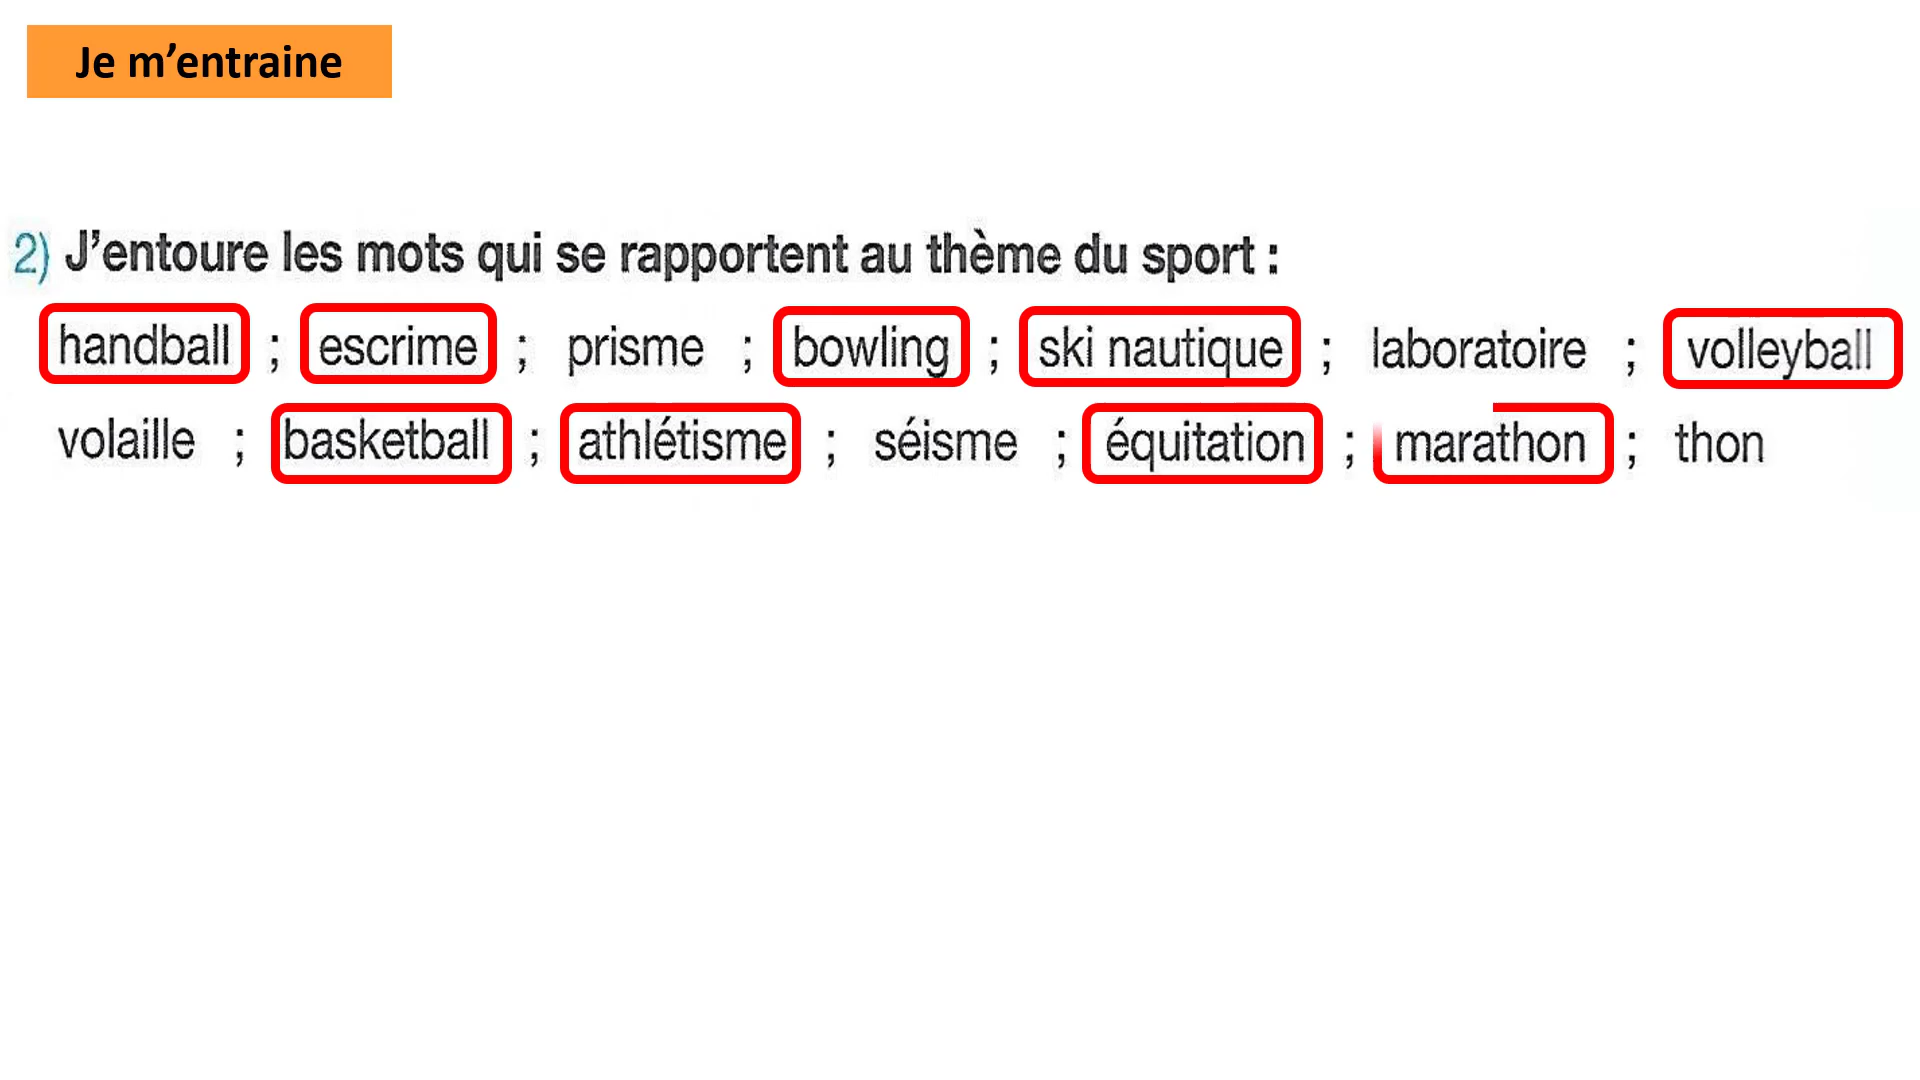 Je m’entraine
2) J’entoure les mots qui se rapportent au thème du sport :
handball ; escrime ; prisme ; bowling ; ski nautique ; laboratoire ; volleyball
volaille ; basketball ; athlétisme ; séisme ; équitation ; marathon ; thon